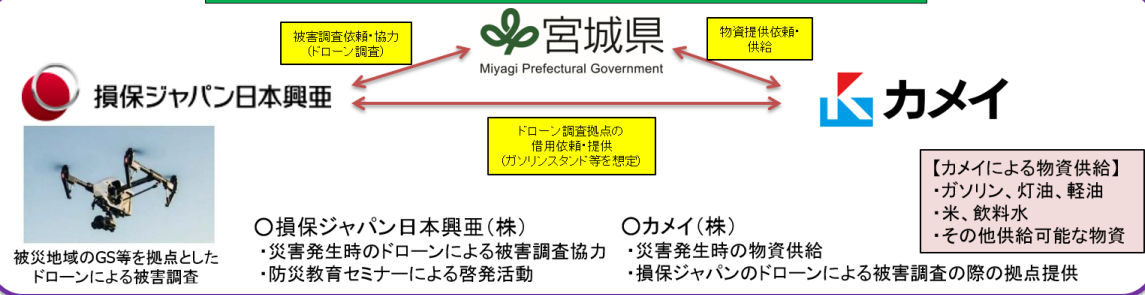 被害調査依頼・協力
(ドローン調査)
宮城県
Miyagi Prefectural Government
物資提供依頼・
供給
損保ジャパン日本興亜
カメイ
ドローン調査拠点の
借用依頼・提供
(ガソリンスタンド等を想定)
【カメイによる物資供給】
・ガソリン、灯油、軽油
・米、飲料水
・その他供給可能な物資
被災地域のGS等を拠点とした
ドローンによる被害調査
〇損保ジャパン日本興亜(株)
・災害発生時のドローンによる被害調査協力
・防災教育セミナーによる啓発活動
〇カメイ(株)
・災害発生時の物資供給
・損保ジャパンのドローンによる被害調査の際の拠点提供